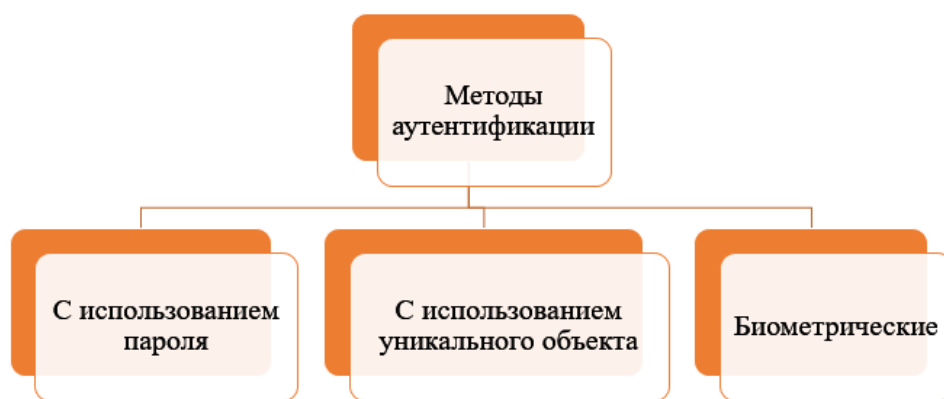 Методы
аутентификации
С использованием
пароля
С использованием
уникального объекта
Биометрические